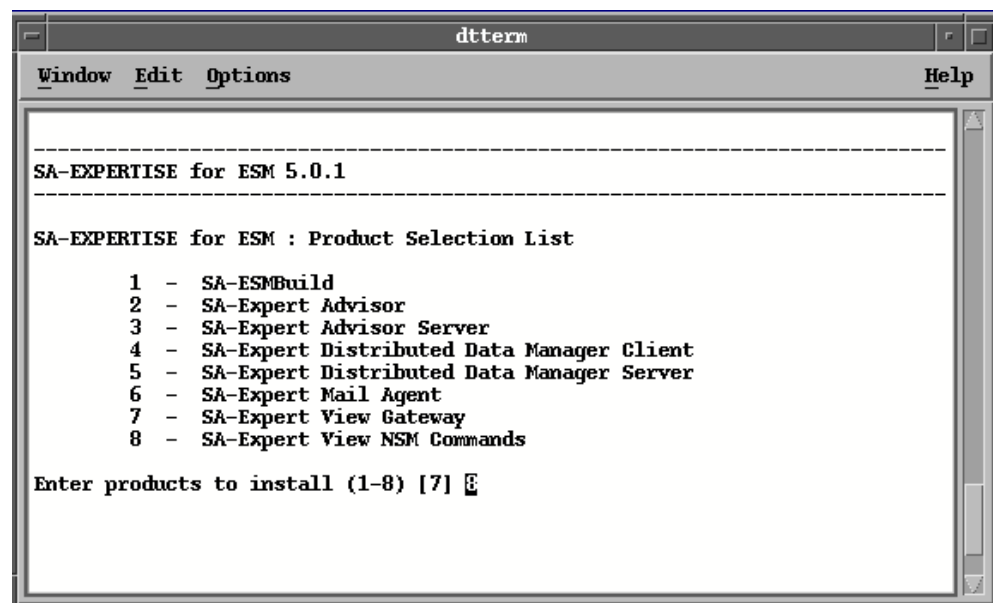 dtterm
Window Edit Options Help
--------------------------------------------------------------------------------
SA-EXPERTISE for ESM 5.0.1
--------------------------------------------------------------------------------
SA-EXPERTISE for ESM : Product Selection List
1 - SA-ESMBuild
2 - SA-Expert Advisor
3 - SA-Expert Advisor Server
4 - SA-Expert Distributed Data Manager Client
5 - SA-Expert Distributed Data Manager Server
6 - SA-Expert Mail Agent
7 - SA-Expert View Gateway
8 - SA-Expert View NSM Commands
Enter products to install (1-8) [7] 8